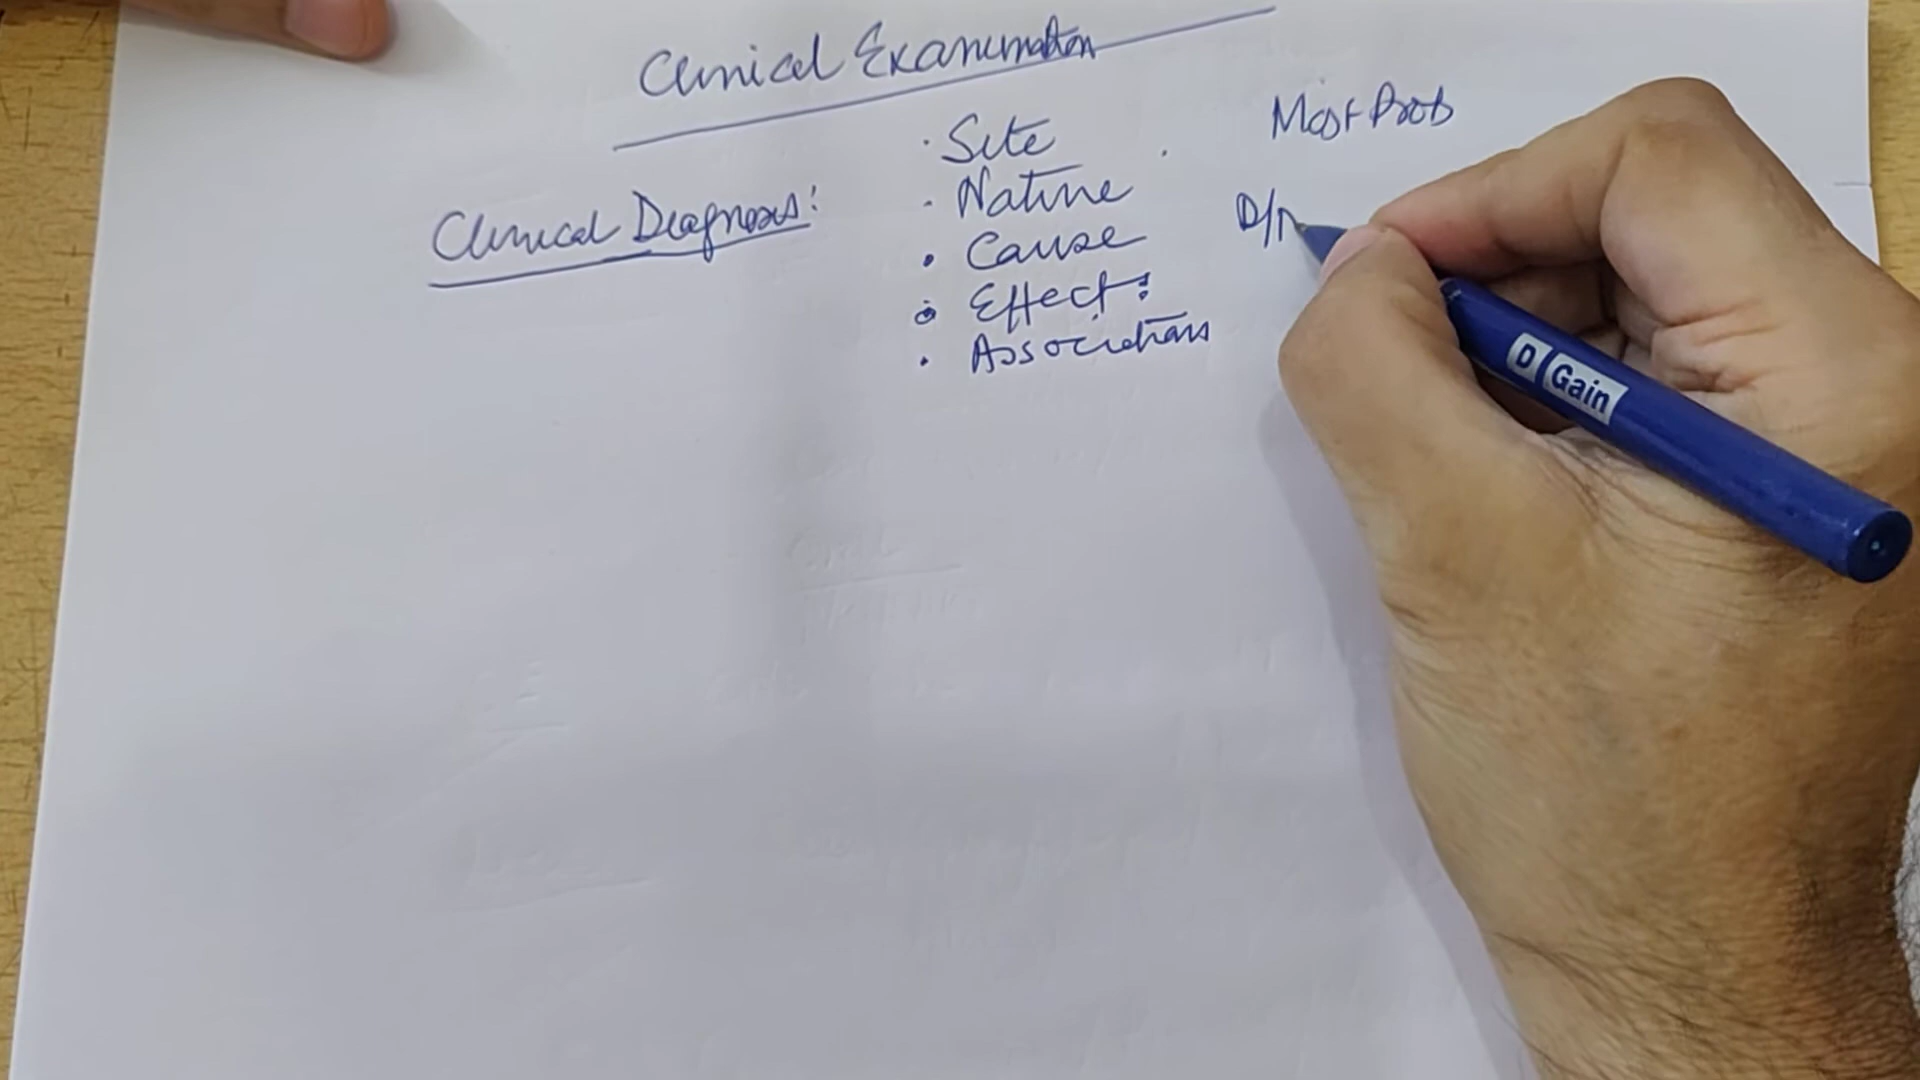 Clinical Examination
Clinical Diagnosis:
· Site
· Nature
• Cause
• Effect:
• Associations
Most Prob
D/
D Gain